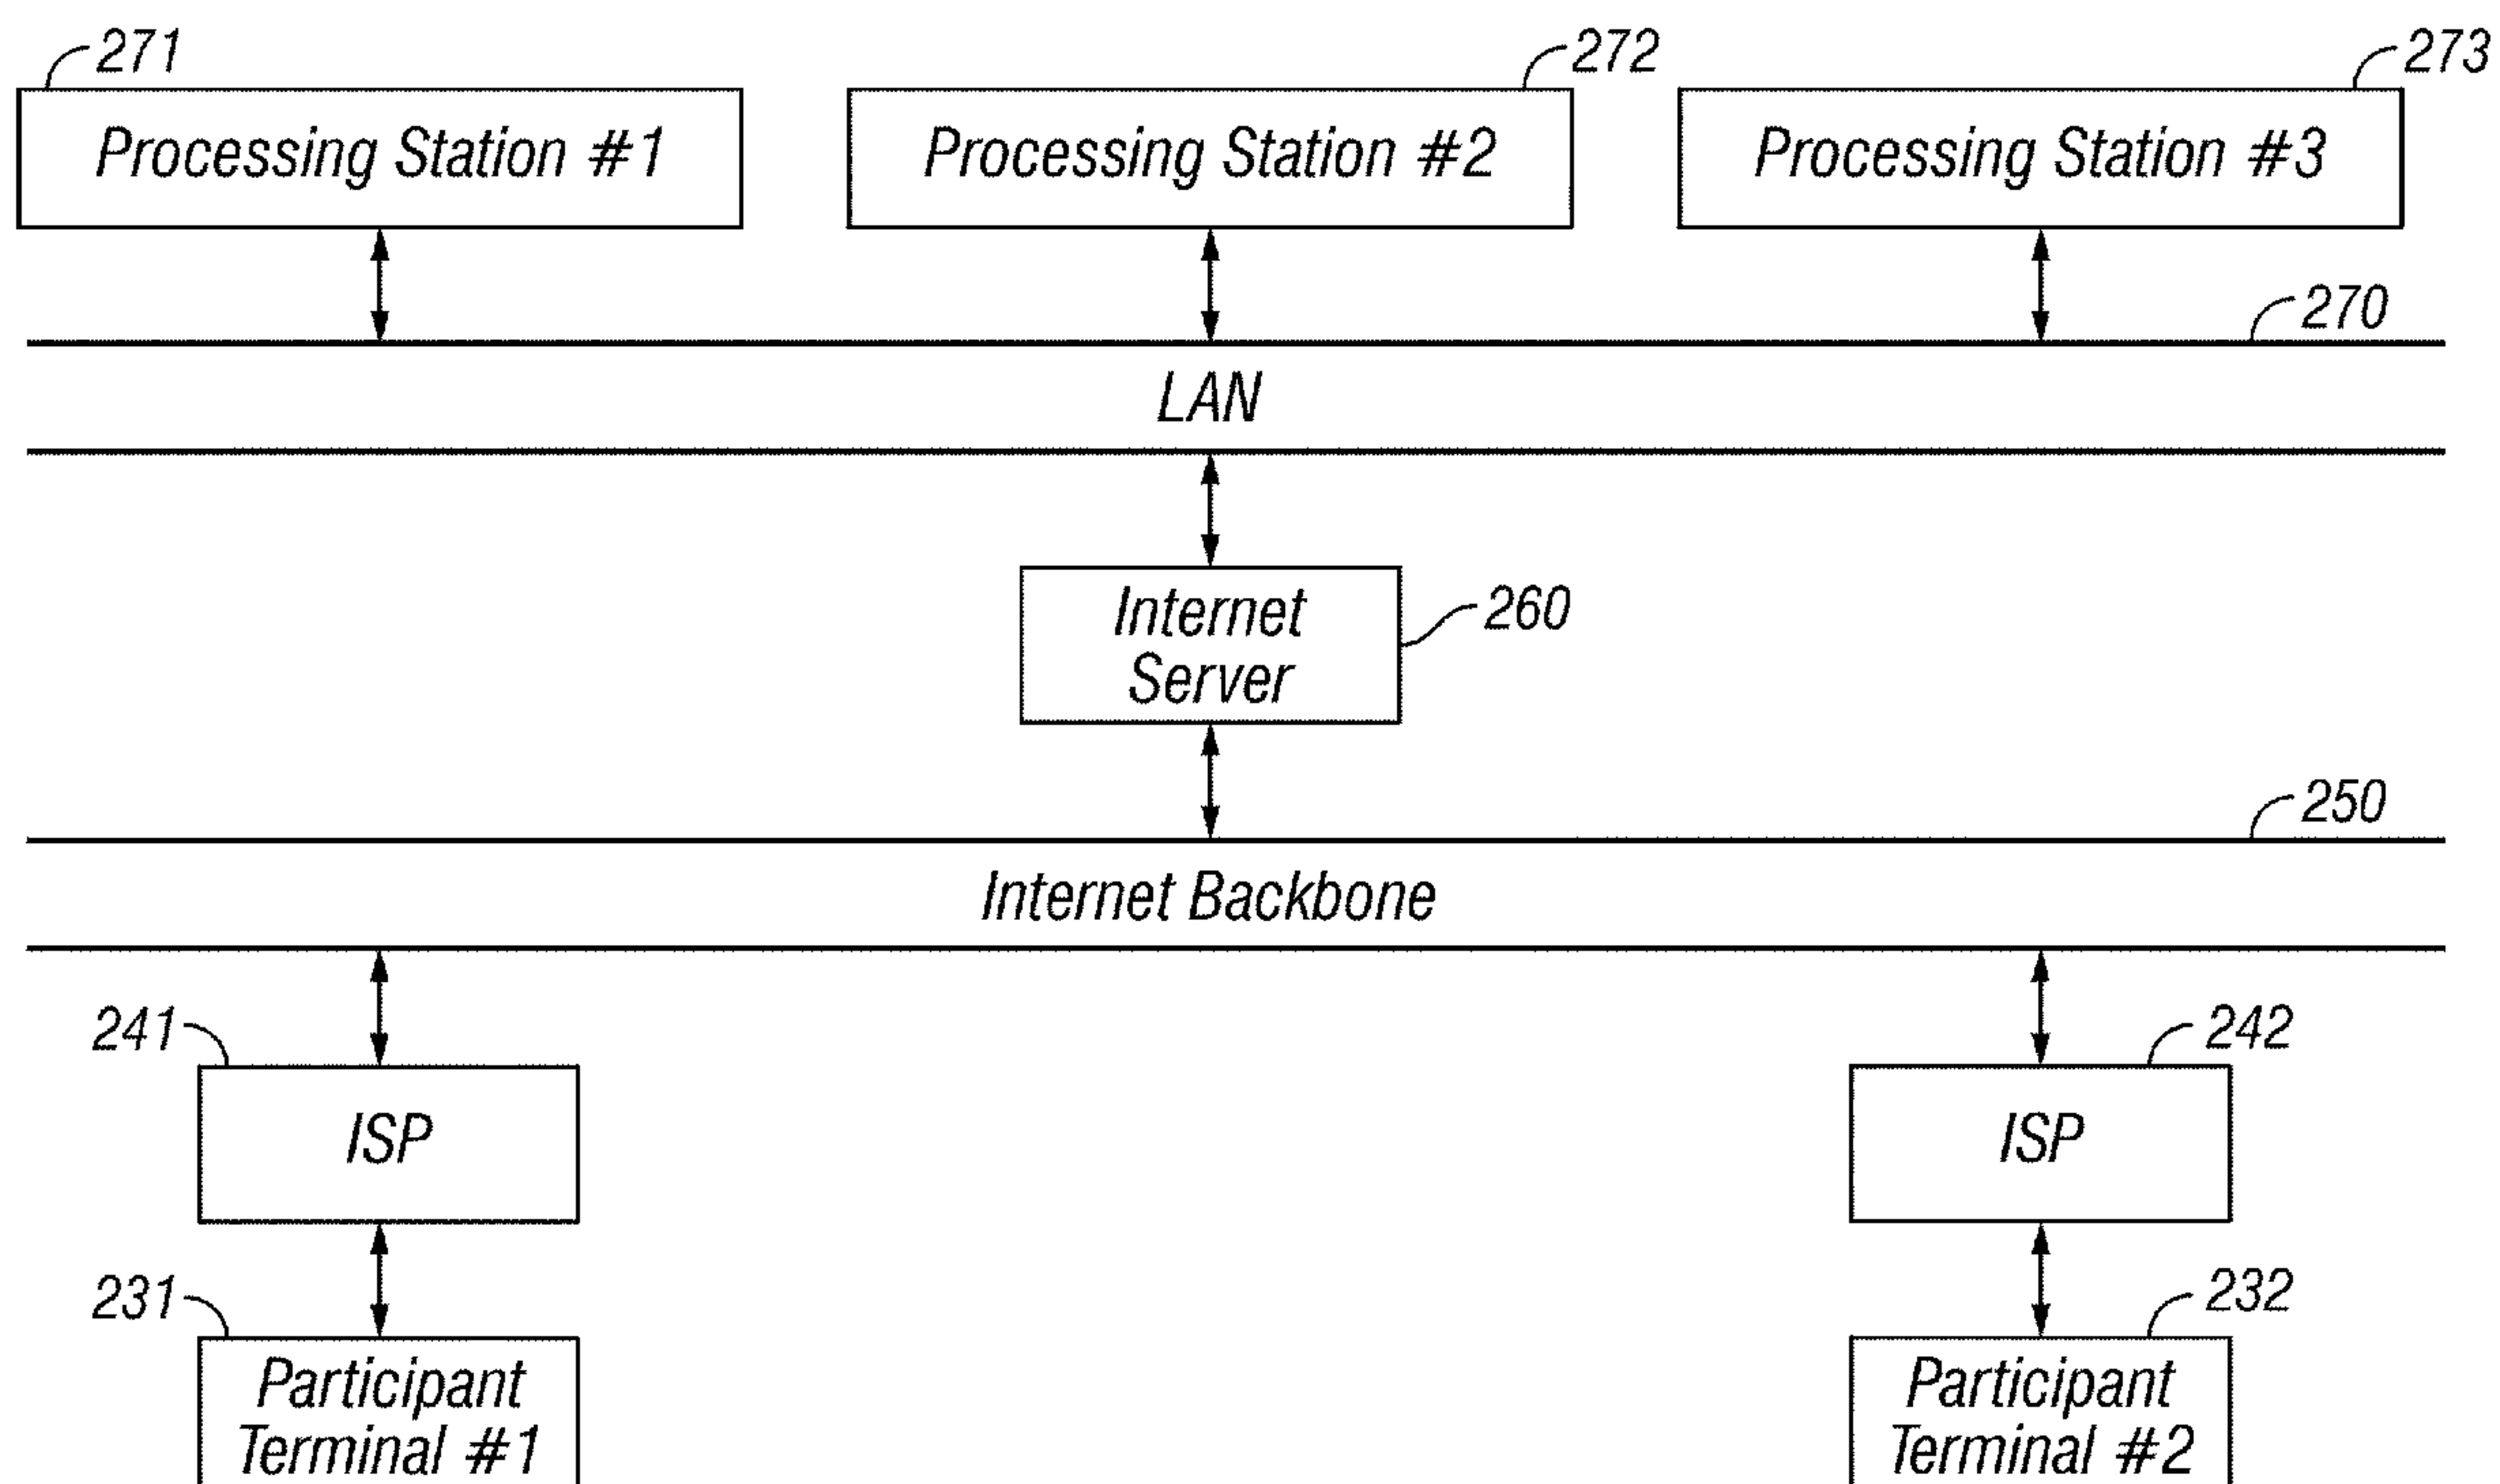 271
272
273
Processing Station #1
Processing Station #2
Processing Station #3
270
LAN
Internet
Server
260
250
Internet Backbone
241
242
ISP
ISP
231
232
Participant
Terminal #1
Participant
Terminal #2